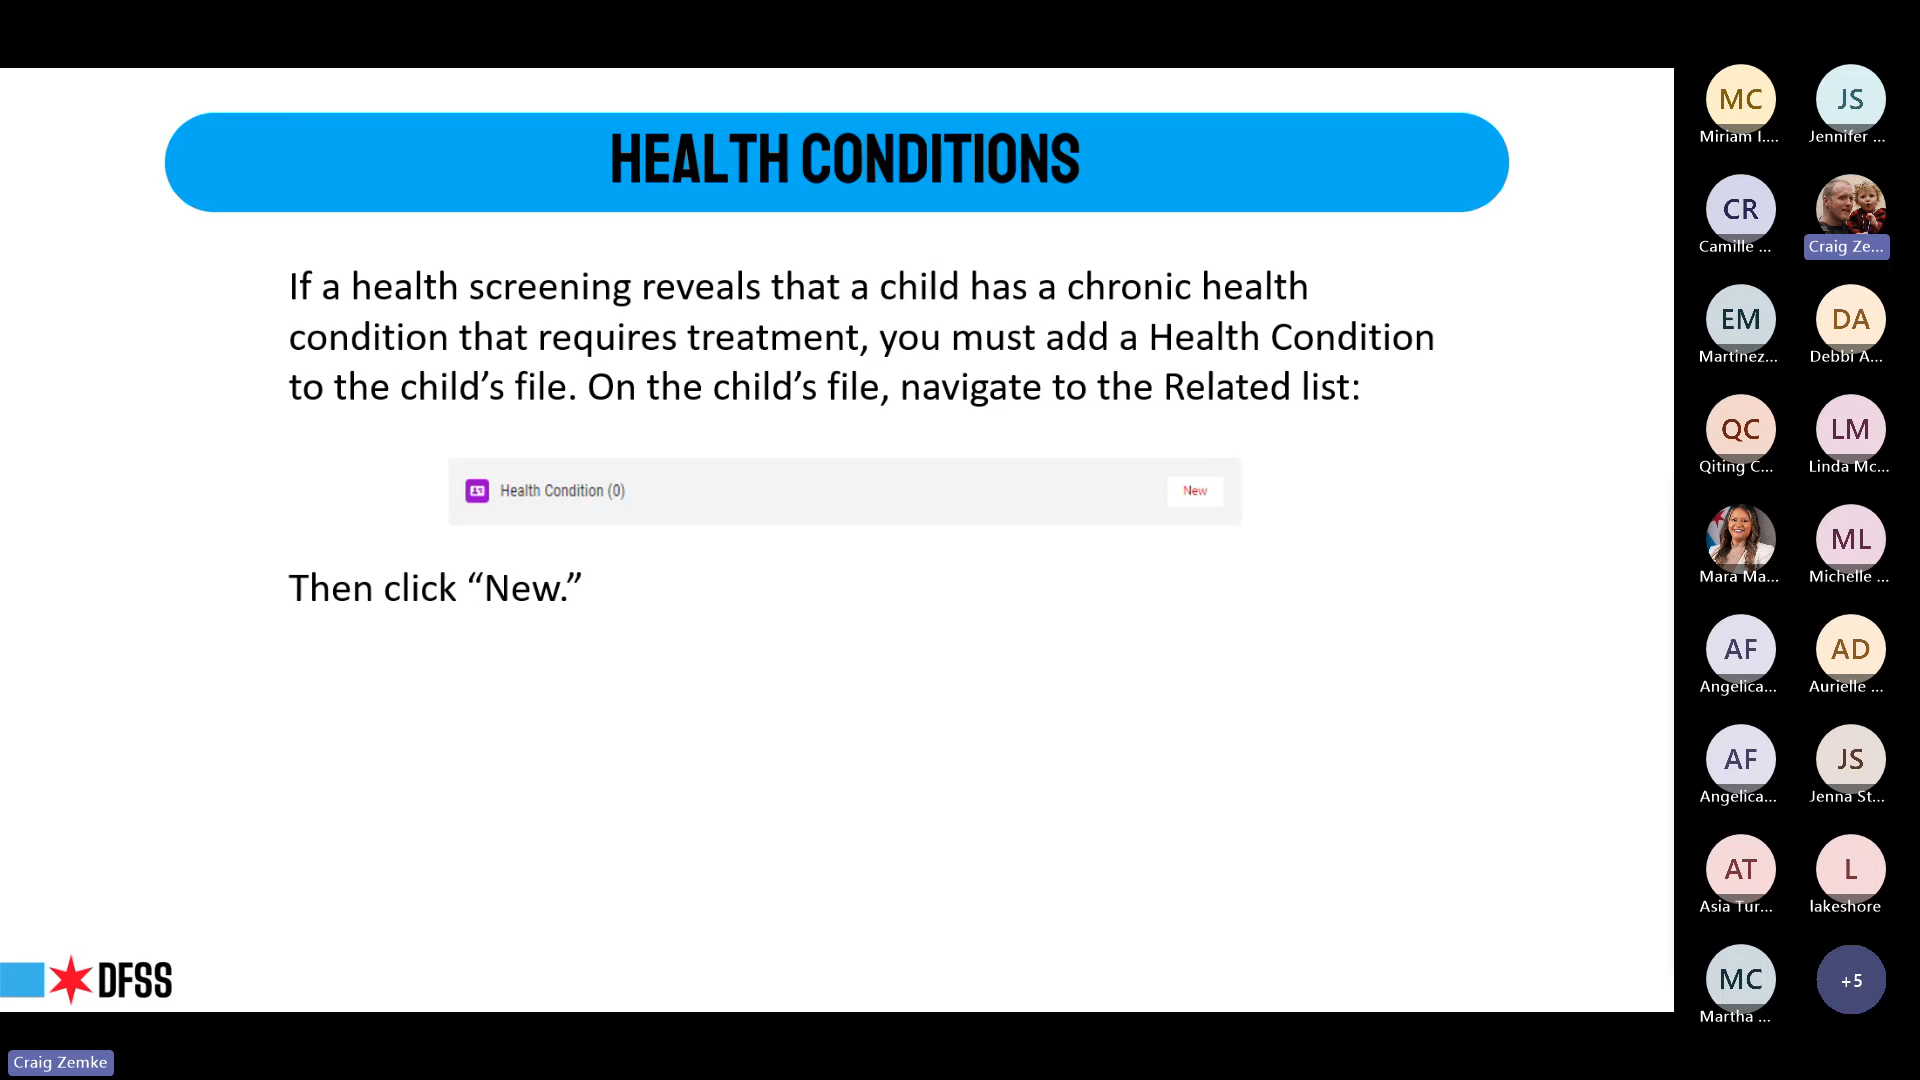 HEALTH CONDITIONS
If a health screening reveals that a child has a chronic health
condition that requires treatment, you must add a Health Condition
to the child’s file. On the child’s file, navigate to the Related list:
Health Condition (0)
New
Then click “New.”
DFSS
Craig Zemke
MC
Miriam I....
JS
Jennifer ...
CR
Camille ...
Craig Ze...
EM
Martinez...
DA
Debbi A...
QC
Qiting C...
LM
Linda Mc...
Mara Ma...
ML
Michelle ...
AF
Angelica...
AD
Aurielle ...
AF
Angelica...
JS
Jenna St...
AT
Asia Tur...
L
lakeshore
MC
Martha ...
+5